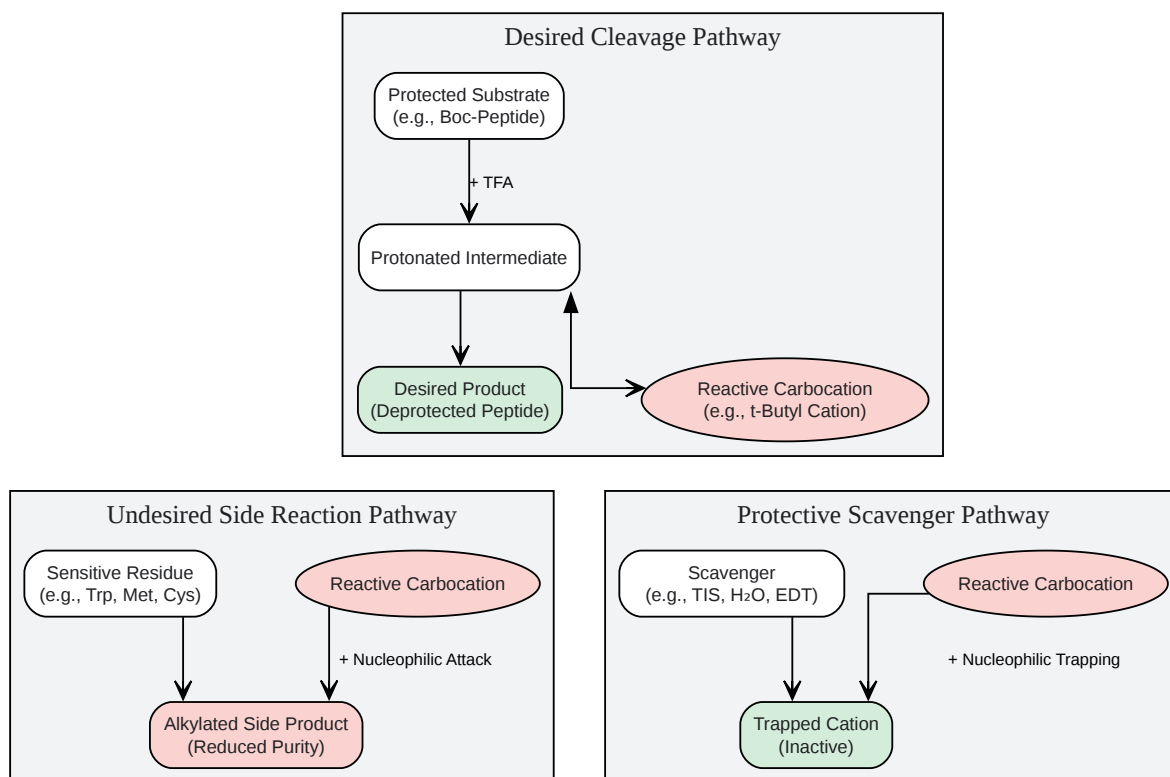 Desired Cleavage Pathway
Protected Substrate
(e.g., Boc-Peptide)
+ TFA
Protonated Intermediate
Desired Product
(Deprotected Peptide)
Reactive Carbocation
(e.g., t-Butyl Cation)
Undesired Side Reaction Pathway
Sensitive Residue
(e.g., Trp, Met, Cys)
Reactive Carbocation
+ Nucleophilic Attack
Alkylated Side Product
(Reduced Purity)
Protective Scavenger Pathway
Scavenger
(e.g., TIS, H₂O, EDT)
Reactive Carbocation
+ Nucleophilic Trapping
Trapped Cation
(Inactive)